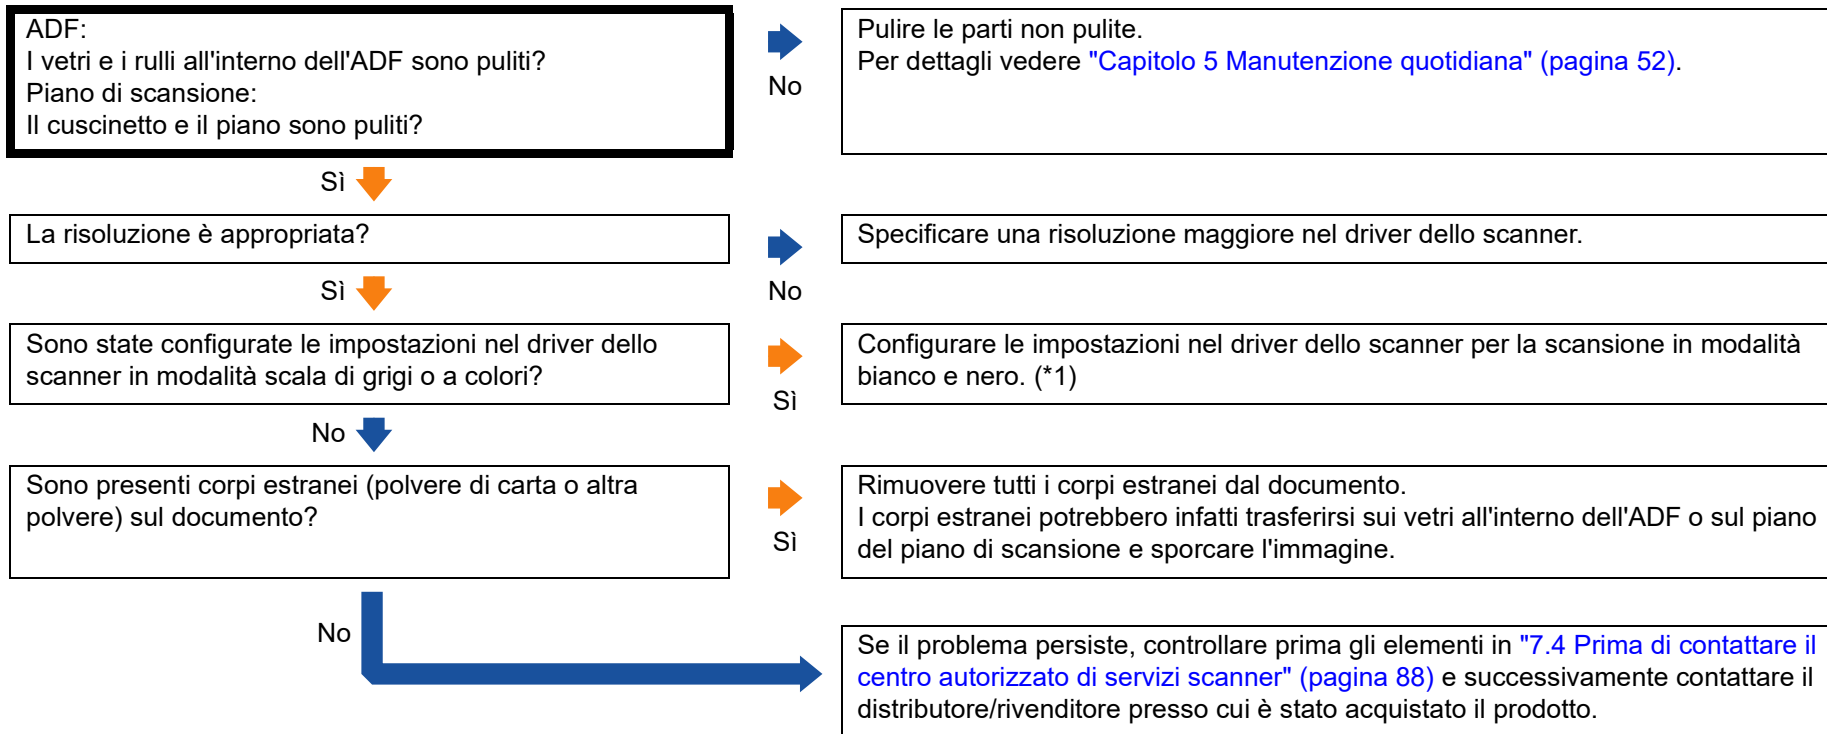 ADF:
I vetri e i rulli all'interno dell'ADF sono puliti?
Piano di scansione:
Il cuscinetto e il piano sono puliti?
No
Pulire le parti non pulite.
Per dettagli vedere "Capitolo 5 Manutenzione quotidiana" (pagina 52).
Sì
La risoluzione è appropriata?
No
Specificare una risoluzione maggiore nel driver dello scanner.
Sì
Sono state configurate le impostazioni nel driver dello
scanner in modalità scala di grigi o a colori?
Sì
Configurare le impostazioni nel driver dello scanner per la scansione in modalità
bianco e nero. (*1)
No
Sono presenti corpi estranei (polvere di carta o altra
polvere) sul documento?
Sì
Rimuovere tutti i corpi estranei dal documento.
I corpi estranei potrebbero infatti trasferirsi sui vetri all'interno dell'ADF o sul piano
del piano di scansione e sporcare l'immagine.
No
Se il problema persiste, controllare prima gli elementi in "7.4 Prima di contattare il
centro autorizzato di servizi scanner" (pagina 88) e successivamente contattare il
distributore/rivenditore presso cui è stato acquistato il prodotto.